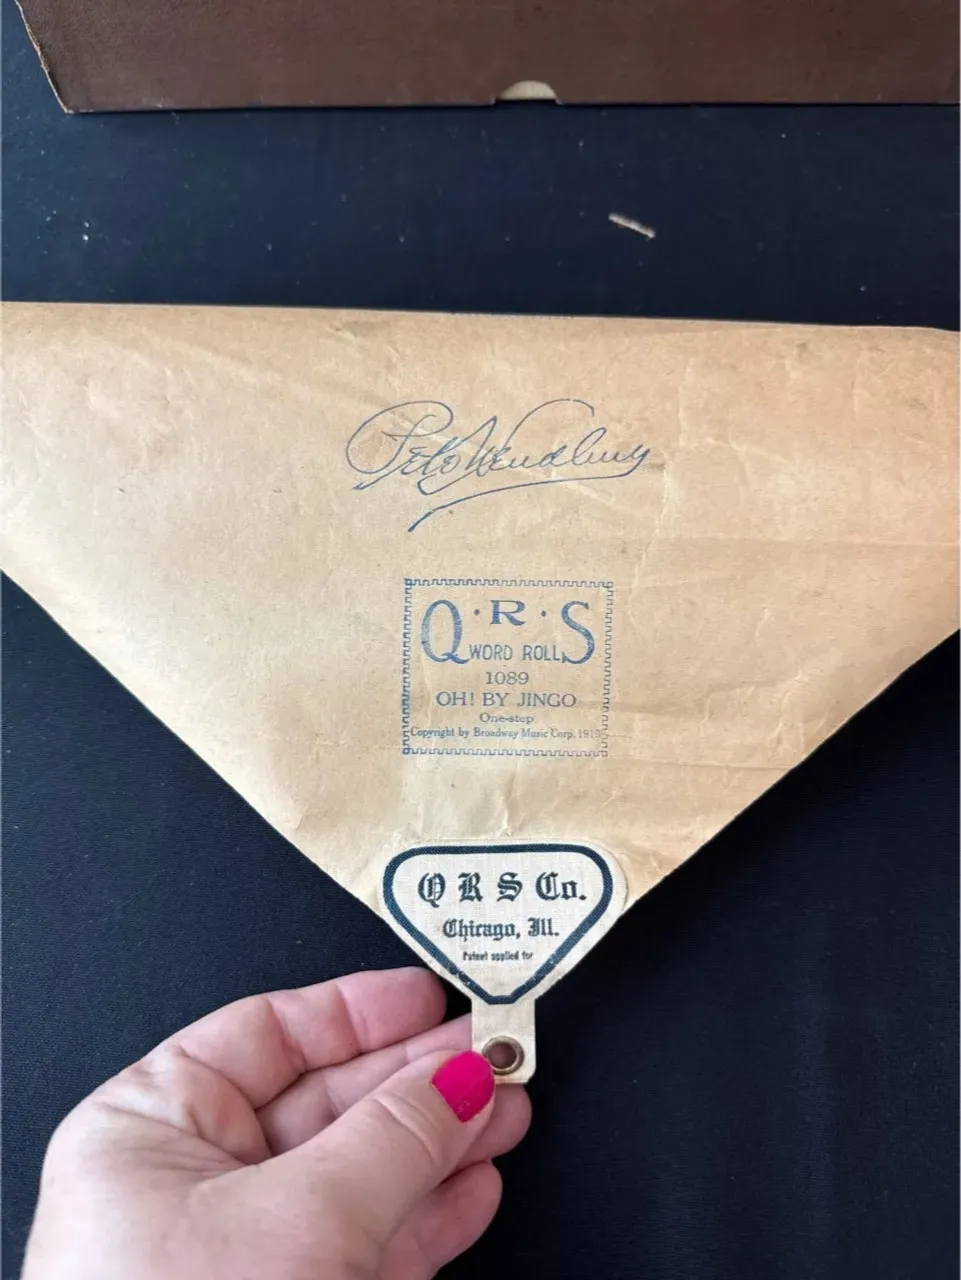 Pete Wendling
Q·R·S
WORD ROLL
1089
OH! BY JINGO
One-step
Copyright by Broadway Music Corp. 1919
Q R S Co.
Chicago, Ill.
Patent applied for